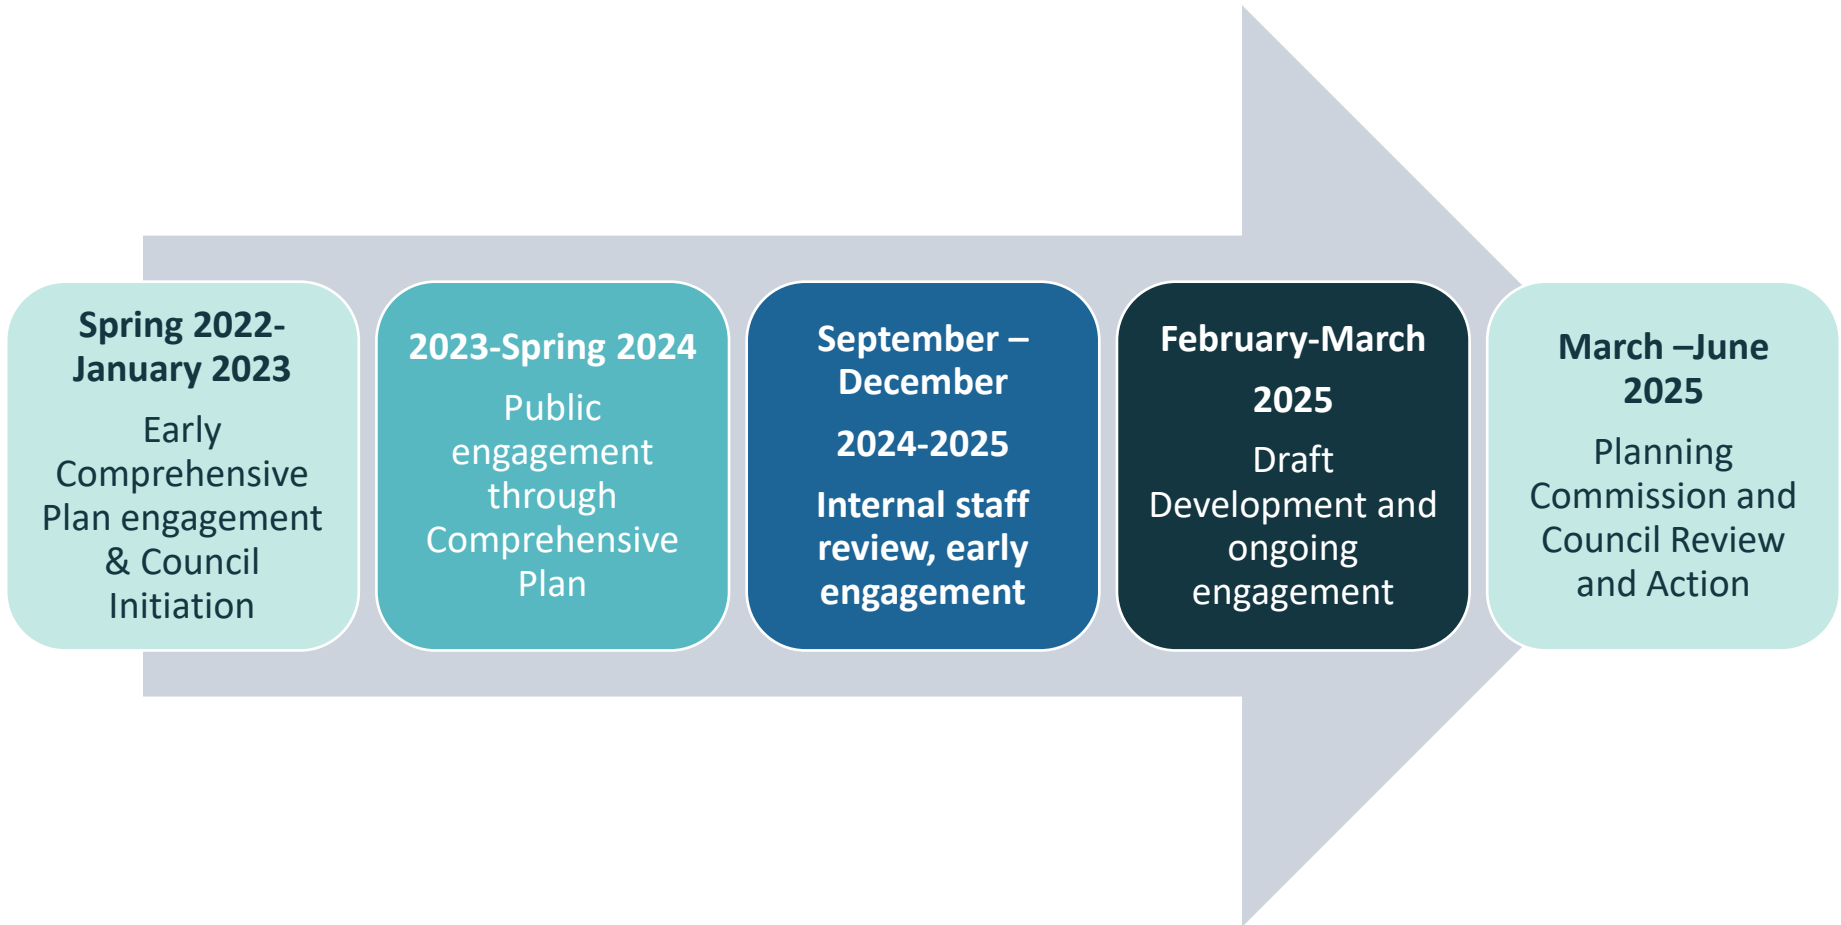 Spring 2022-
January 2023
Early
Comprehensive
Plan engagement
& Council
Initiation
2023-Spring 2024
Public
engagement
through
Comprehensive
Plan
September –
December
2024-2025
Internal staff
review, early
engagement
February-March
2025
Draft
Development and
ongoing
engagement
March –June
2025
Planning
Commission and
Council Review
and Action